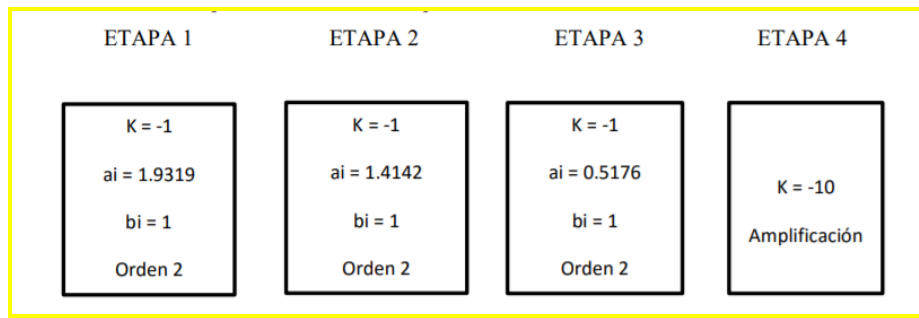 ETAPA 1
ETAPA 2
ETAPA 3
ETAPA 4
K = -1
ai = 1.9319
bi = 1
Orden 2
K = -1
ai = 1.4142
bi = 1
Orden 2
K = -1
ai = 0.5176
bi = 1
Orden 2
K = -10
Amplificación